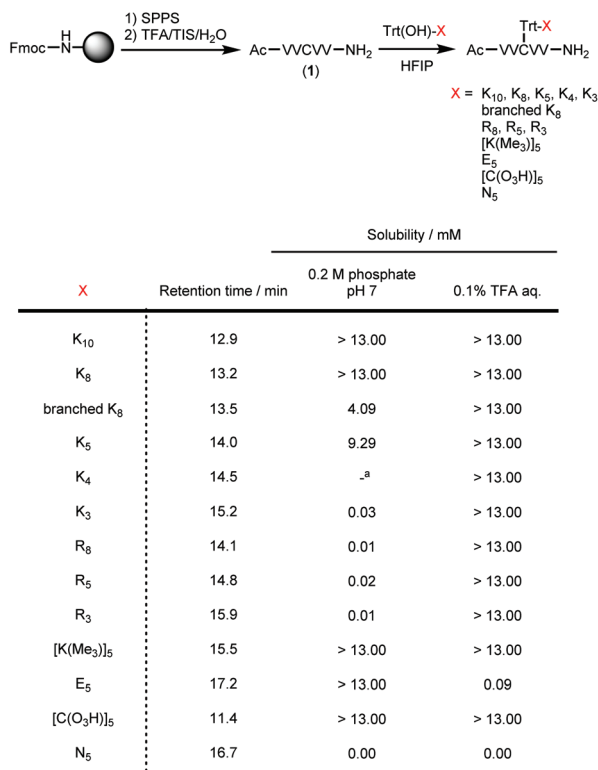 1) SPPS
2) TFA/TIS/H₂O
Fmoc-N
H
Ac-VVCVV-NH₂
(1)
Trt(OH)-X
HFIP
Trt-X
Ac-VVCVV-NH₂
X = K₁₀, K₈, K₅, K₄, K₃
branched K₈
R₈, R₅, R₃
[K(Me₃)]₅
E₅
[C(O₃H)]₅
N₅
Solubility / mM
X Retention time / min 0.2 M phosphate pH 7 0.1% TFA aq.
K₁₀ 12.9 > 13.00 > 13.00
K₈ 13.2 > 13.00 > 13.00
branched K₈ 13.5 4.09 > 13.00
K₅ 14.0 9.29 > 13.00
K₄ 14.5 -ᵃ > 13.00
K₃ 15.2 0.03 > 13.00
R₈ 14.1 0.01 > 13.00
R₅ 14.8 0.02 > 13.00
R₃ 15.9 0.01 > 13.00
[K(Me₃)]₅ 15.5 > 13.00 > 13.00
E₅ 17.2 > 13.00 0.09
[C(O₃H)]₅ 11.4 > 13.00 > 13.00
N₅ 16.7 0.00 0.00